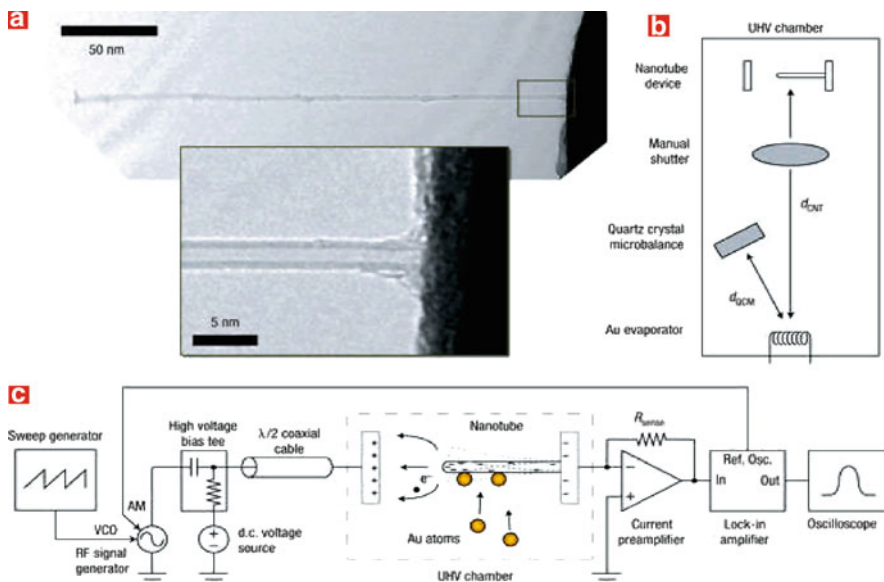 a
50 nm
5 nm
b
UHV chamber
Nanotube
device
Manual
shutter
d_CNT
Quartz crystal
microbalance
d_QCM
Au evaporator
c
Sweep generator
High voltage
bias tee
λ/2 coaxial
cable
Nanotube
R_sense
e⁻
Ref. Osc.
In
Out
AM
VCO
RF signal
generator
d.c. voltage
source
Au atoms
UHV chamber
Current
preamplifier
Lock-in
amplifier
Oscilloscope